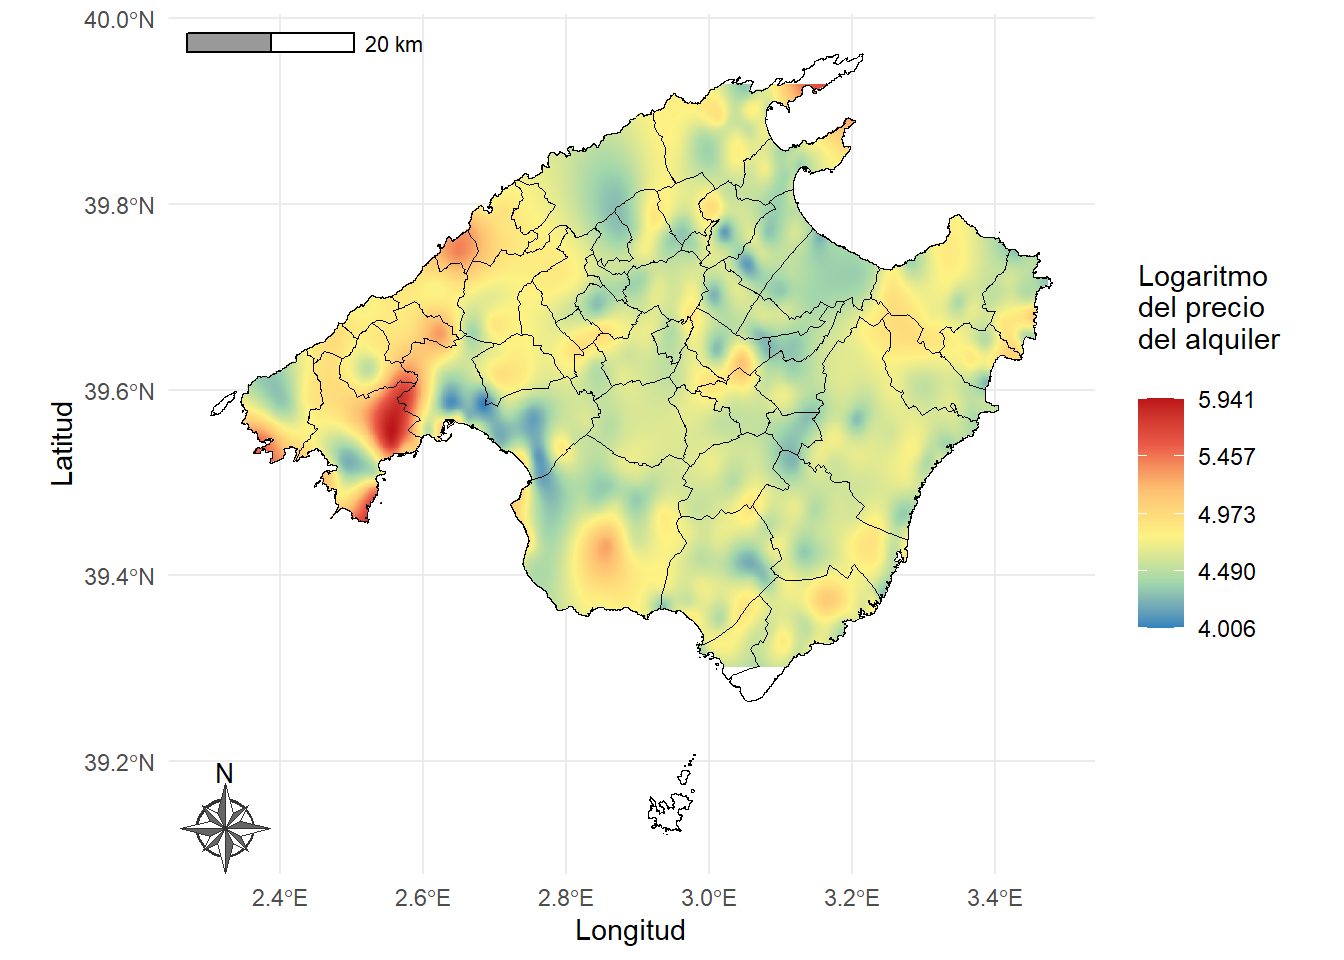 40.0°N
20 km
39.8°N
39.6°N
39.4°N
39.2°N
Latitud
N
2.4°E
2.6°E
2.8°E
3.0°E
3.2°E
3.4°E
Longitud
Logaritmo
del precio
del alquiler
5.941
5.457
4.973
4.490
4.006